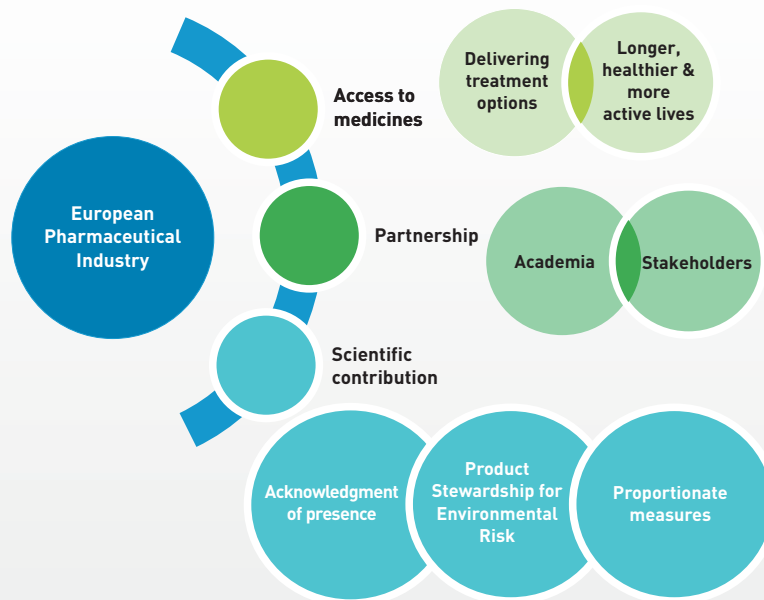 European
Pharmaceutical
Industry
Access to
medicines
Delivering
treatment
options
Longer,
healthier &
more
active lives
Partnership
Academia
Stakeholders
Scientific
contribution
Acknowledgment
of presence
Product
Stewardship for
Environmental
Risk
Proportionate
measures